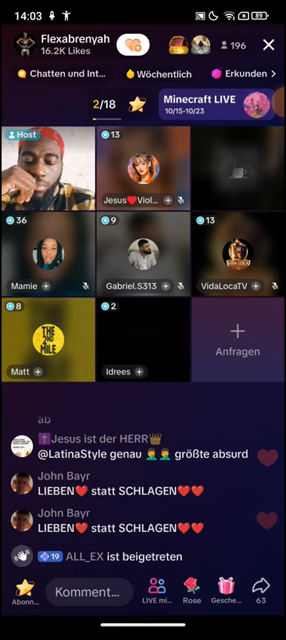 14:03
89
Flexabrenyah
16.2K Likes
196
Chatten und Int...
Wöchentlich
Erkunden
2/18
Minecraft LIVE
10/15-10/23
Host
13
Jesus❤️Viol...
36
Mamie
9
Gabriel.S313
13
VidaLocaTV
8
THE 2ND MILE
Matt
2
Idrees
Anfragen
ab
✝️Jesus ist der HERR👑
@LatinaStyle genau 🤦‍♂️🤦‍♂️ größte absurd
John Bayr
LIEBEN❤️ statt SCHLAGEN❤️❤️
John Bayr
LIEBEN❤️ statt SCHLAGEN❤️❤️
19 ALL_EX ist beigetreten
Abonn...
Komment...
LIVE mi...
Rose
Gesche...
63